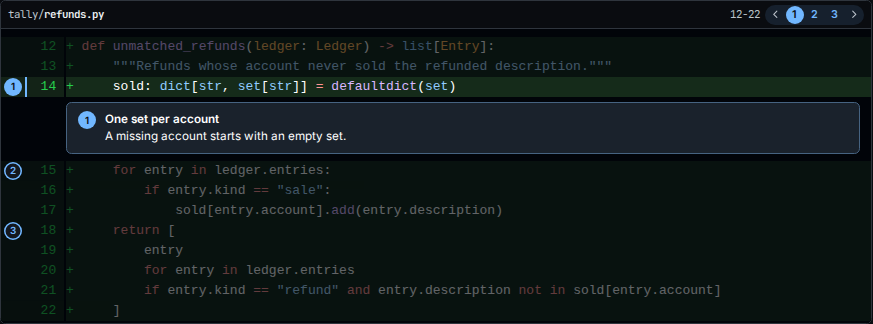 tally/refunds.py 12-22 < 1 2 3 >
12 + def unmatched_refunds(ledger: Ledger) -> list[Entry]:
13 +     """Refunds whose account never sold the refunded description."""
1 14 +     sold: dict[str, set[str]] = defaultdict(set)
1 One set per account
A missing account starts with an empty set.
2 15 +     for entry in ledger.entries:
16 +         if entry.kind == "sale":
17 +             sold[entry.account].add(entry.description)
3 18 +     return [
19 +         entry
20 +         for entry in ledger.entries
21 +         if entry.kind == "refund" and entry.description not in sold[entry.account]
22 +     ]